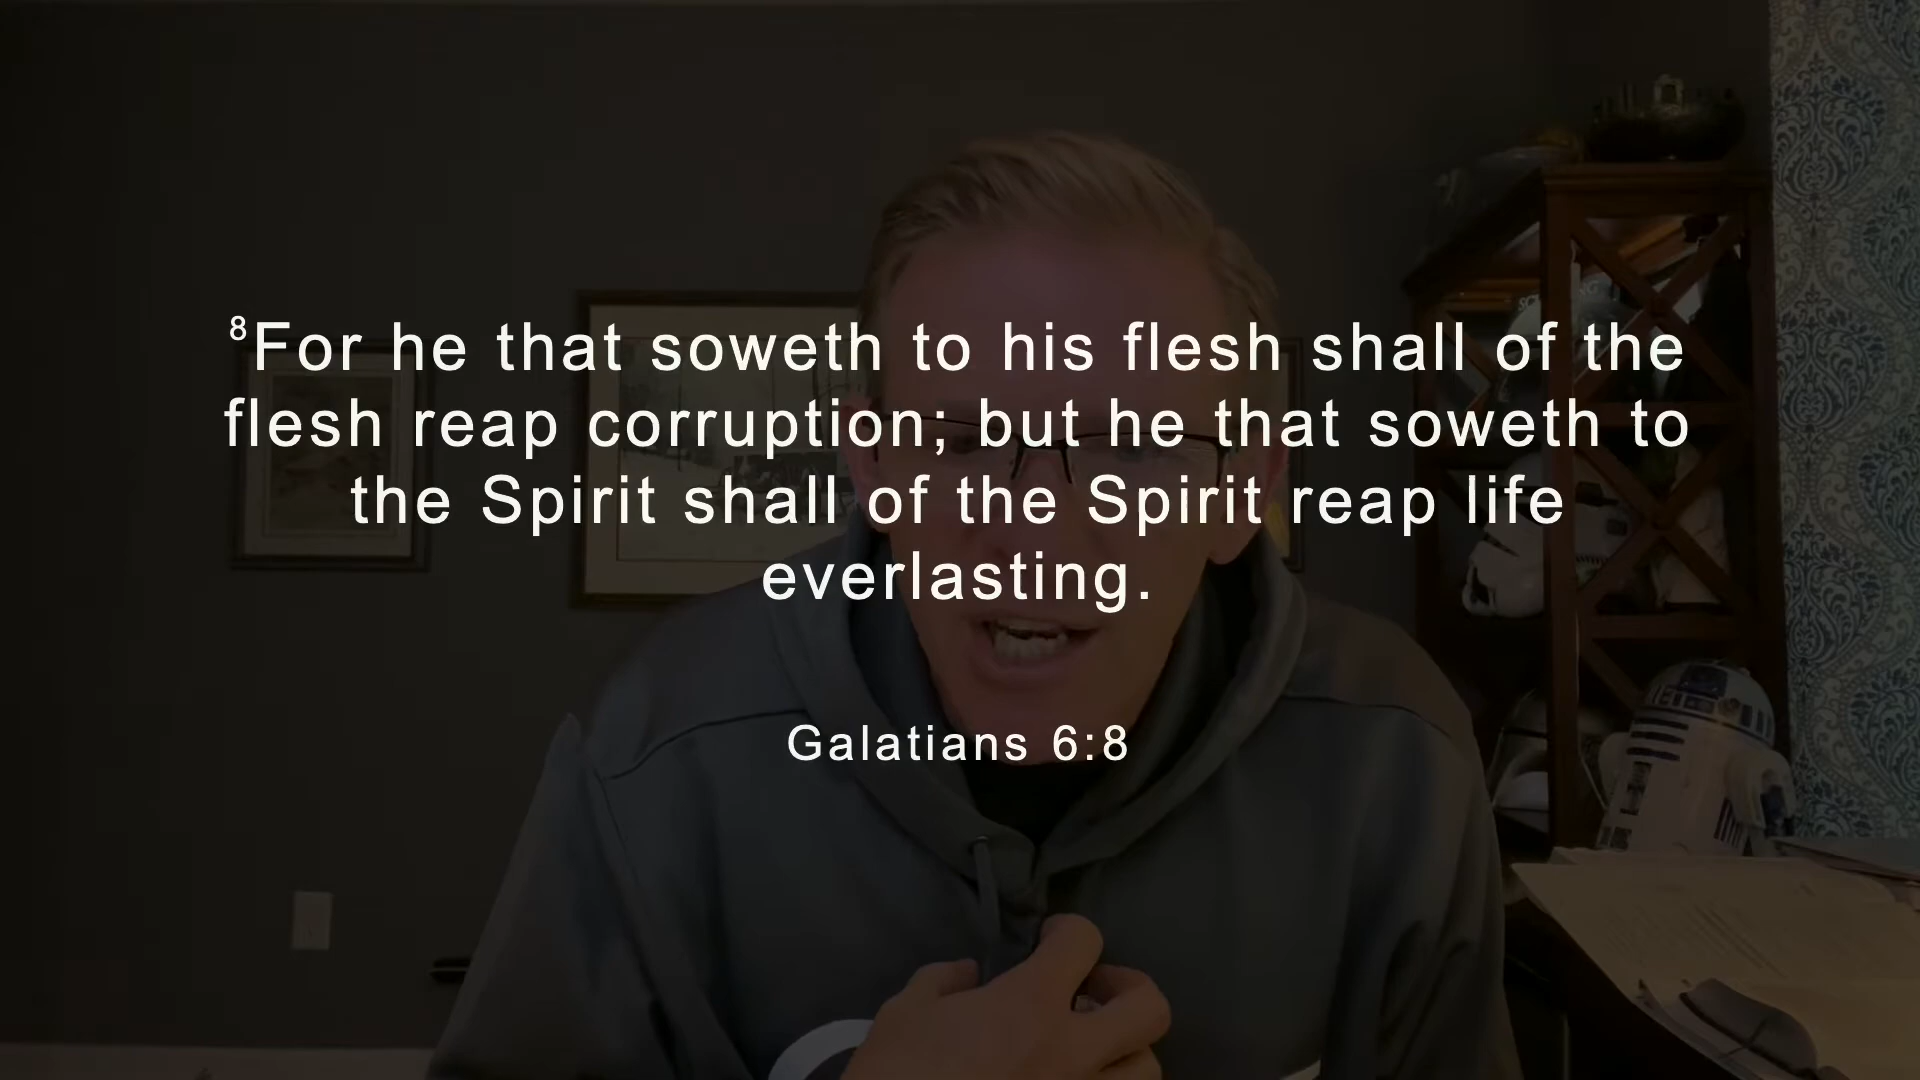 ⁸For he that soweth to his flesh shall of the
flesh reap corruption; but he that soweth to
the Spirit shall of the Spirit reap life
everlasting.
Galatians 6:8